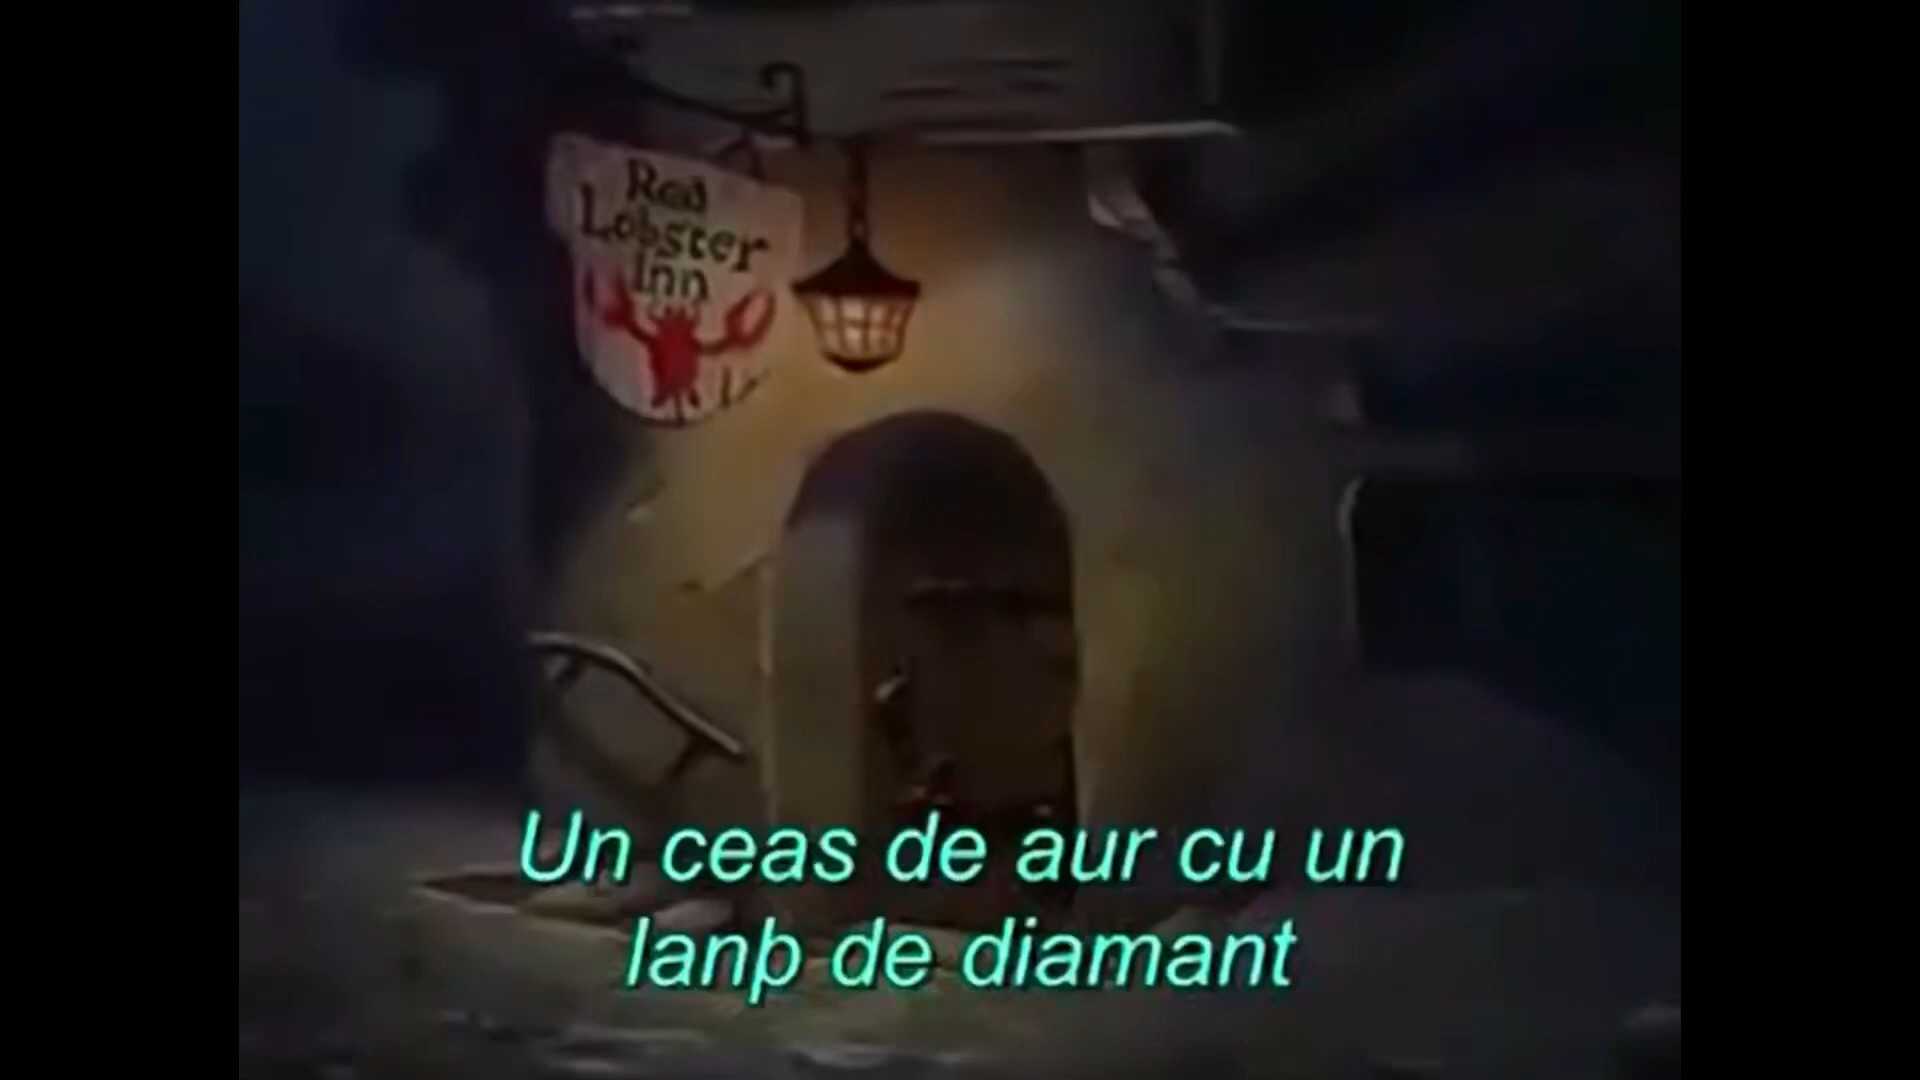 Red
Lobster
Inn
Un ceas de aur cu un
lanþ de diamant